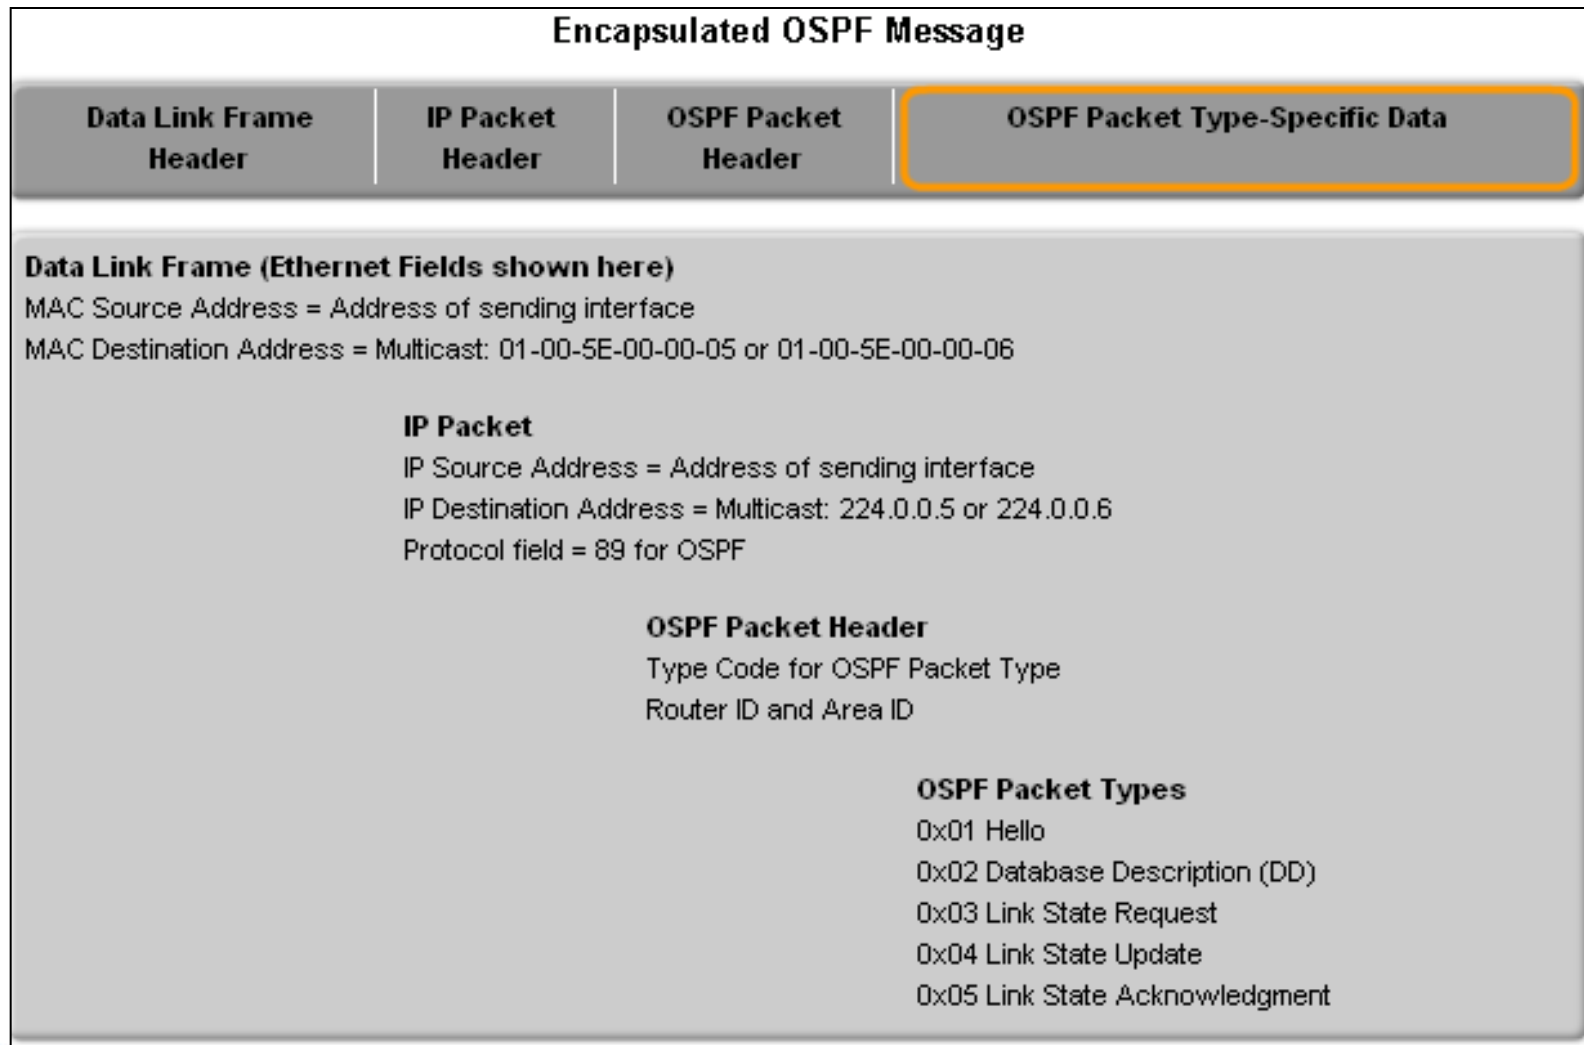 Encapsulated OSPF Message
Data Link Frame
Header
IP Packet
Header
OSPF Packet
Header
OSPF Packet Type-Specific Data
Data Link Frame (Ethernet Fields shown here)
MAC Source Address = Address of sending interface
MAC Destination Address = Multicast: 01-00-5E-00-00-05 or 01-00-5E-00-00-06
IP Packet
IP Source Address = Address of sending interface
IP Destination Address = Multicast: 224.0.0.5 or 224.0.0.6
Protocol field = 89 for OSPF
OSPF Packet Header
Type Code for OSPF Packet Type
Router ID and Area ID
OSPF Packet Types
0x01 Hello
0x02 Database Description (DD)
0x03 Link State Request
0x04 Link State Update
0x05 Link State Acknowledgment